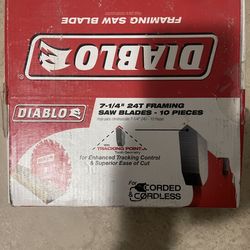 FRAMING SAW BLADE
DIABLO
DIABLO
7-1/4" 24T FRAMING
SAW BLADES - 10 PIECES
TRACKING POINT
for Enhanced Tracking Control
& Superior Ease of Cut
For
CORDED
& CORDLESS